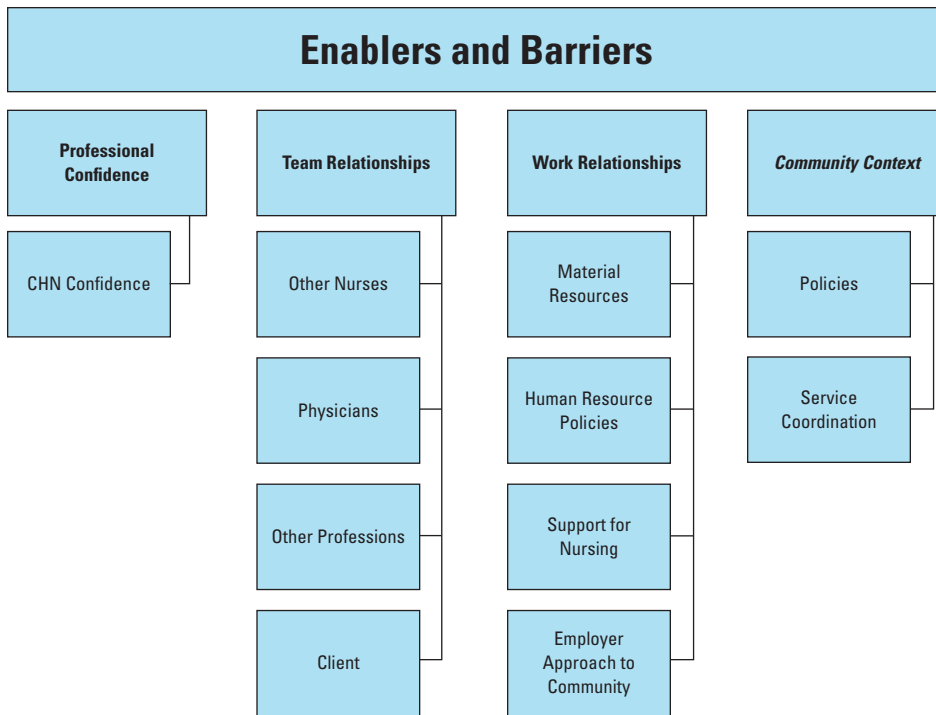 Enablers and Barriers
Professional
Confidence
CHN Confidence
Team Relationships
Other Nurses
Physicians
Other Professions
Client
Work Relationships
Material
Resources
Human Resource
Policies
Support for
Nursing
Employer
Approach to
Community
Community Context
Policies
Service
Coordination